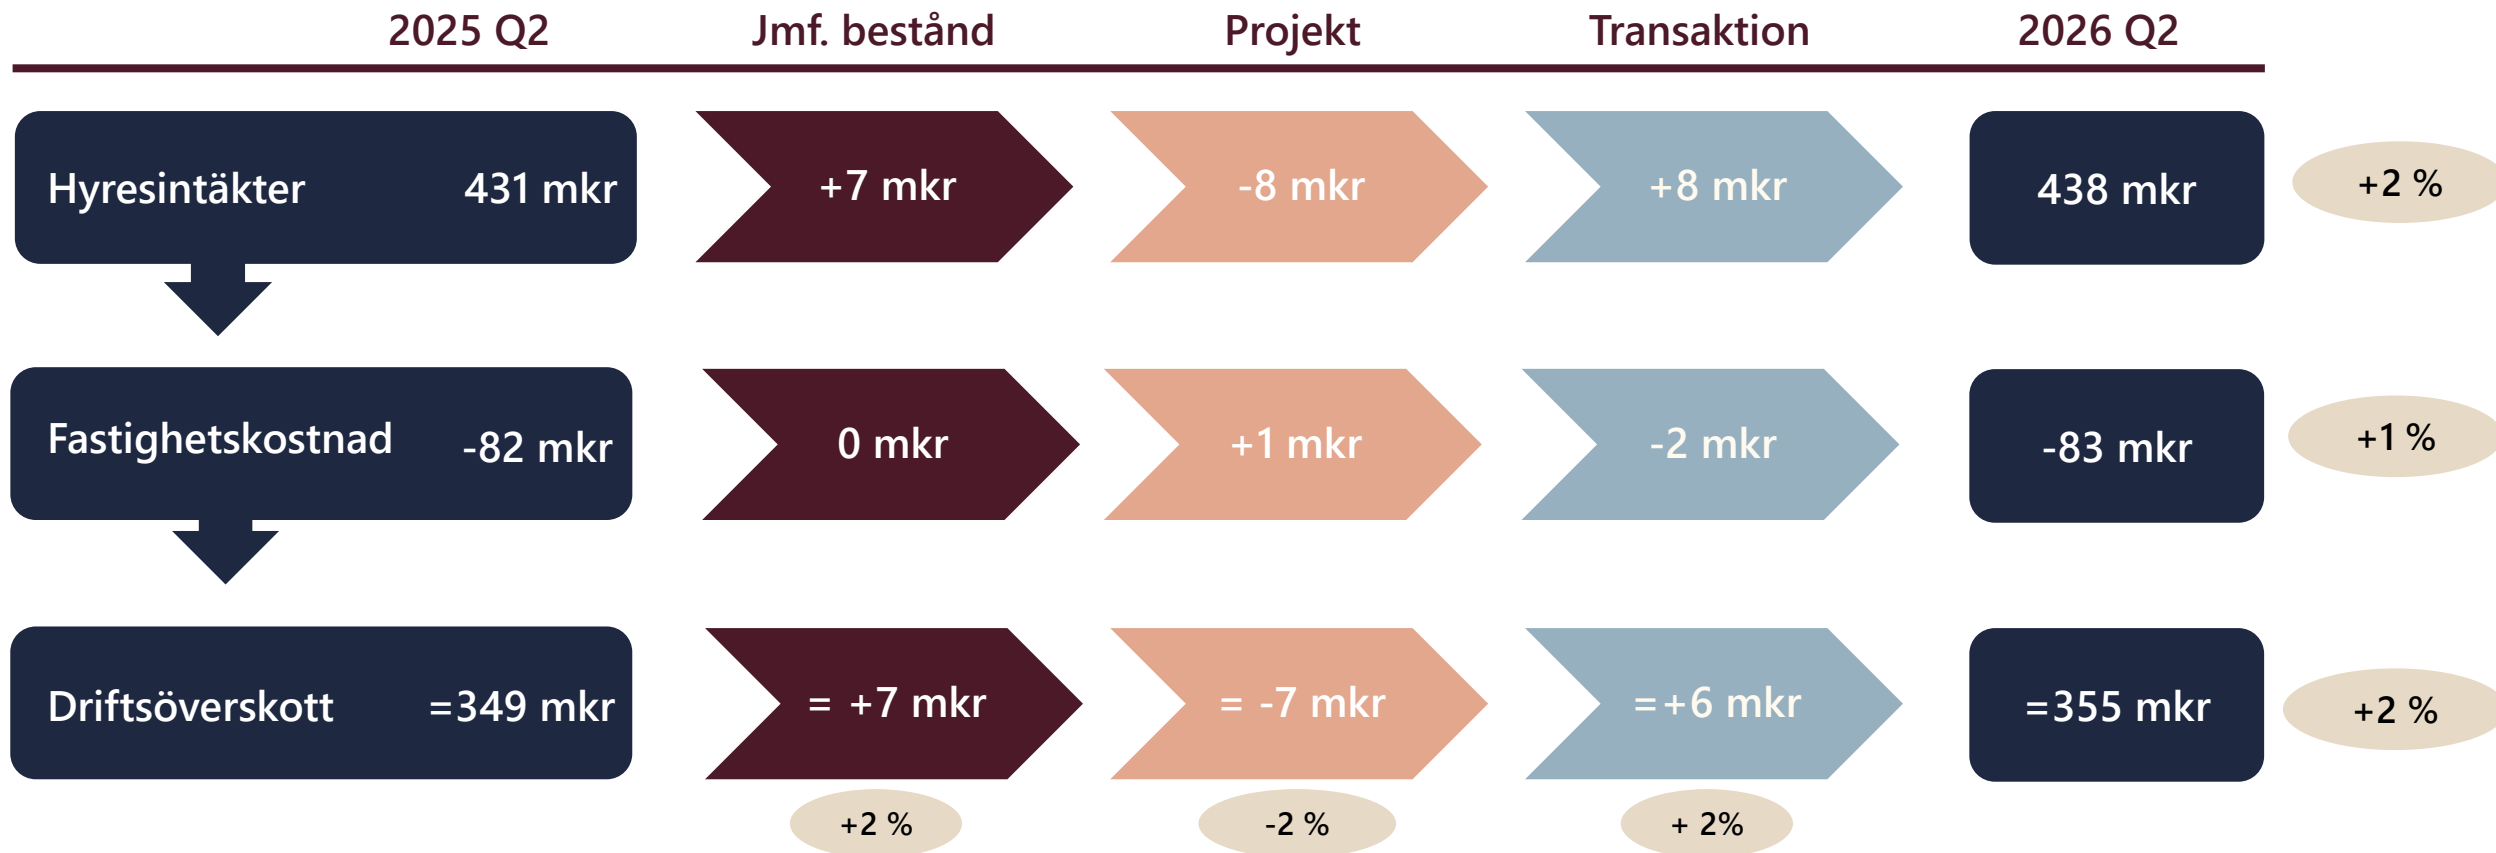 2025 Q2 Jmf. bestånd Projekt Transaktion 2026 Q2
Hyresintäkter 431 mkr +7 mkr -8 mkr +8 mkr 438 mkr +2 %
Fastighetskostnad -82 mkr 0 mkr +1 mkr -2 mkr -83 mkr +1 %
Driftsöverskott =349 mkr = +7 mkr = -7 mkr =+6 mkr =355 mkr +2 %
+2 % -2 % + 2%